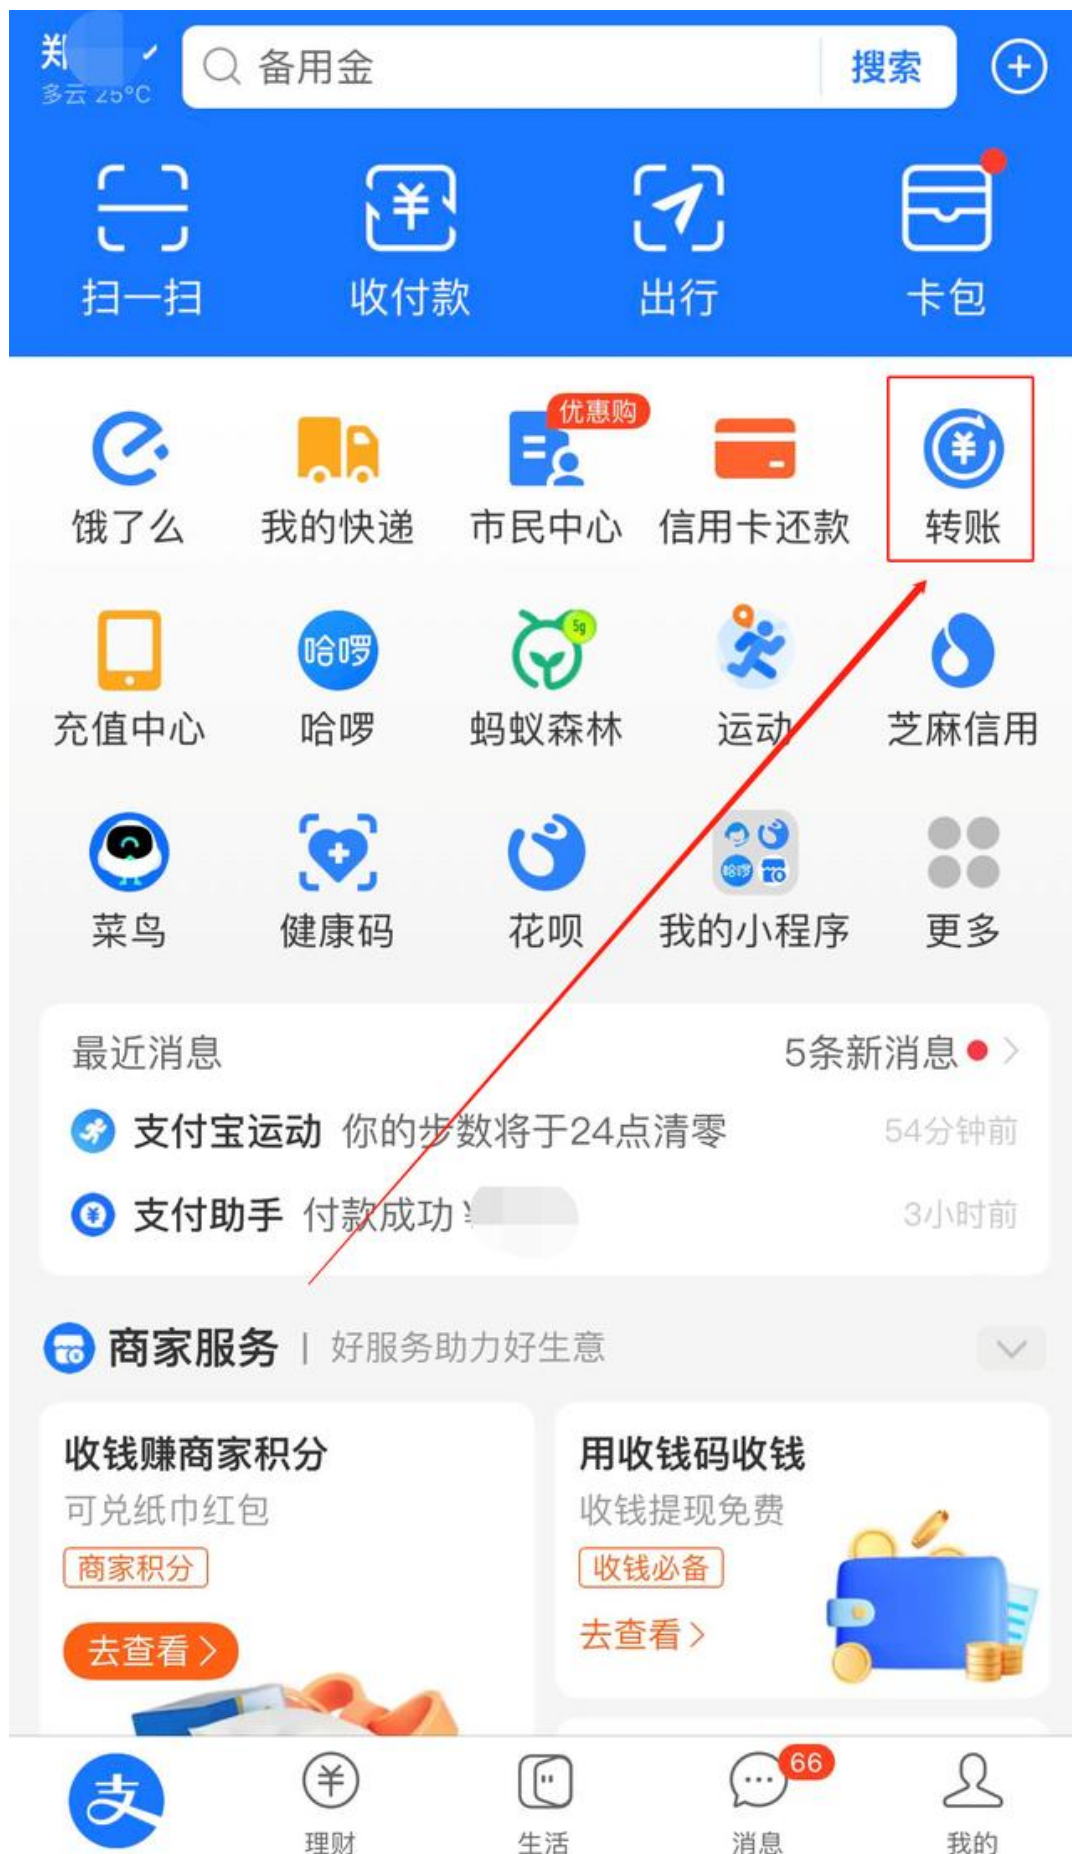 郑
备用金
搜索
多云 25°C
扫一扫
收付款
出行
卡包
优惠购
饿了么
我的快递
市民中心
信用卡还款
转账
哈啰
5g
充值中心
哈啰
蚂蚁森林
运动
芝麻信用
哈啰
菜鸟
健康码
花呗
我的小程序
更多
最近消息
5条新消息
支付宝运动 你的步数将于24点清零
54分钟前
支付助手 付款成功 ¥
3小时前
商家服务 | 好服务助力好生意
收钱赚商家积分
可兑纸巾红包
商家积分
去查看
用收钱码收钱
收钱提现免费
收钱必备
去查看
支
66
理财
生活
消息
我的